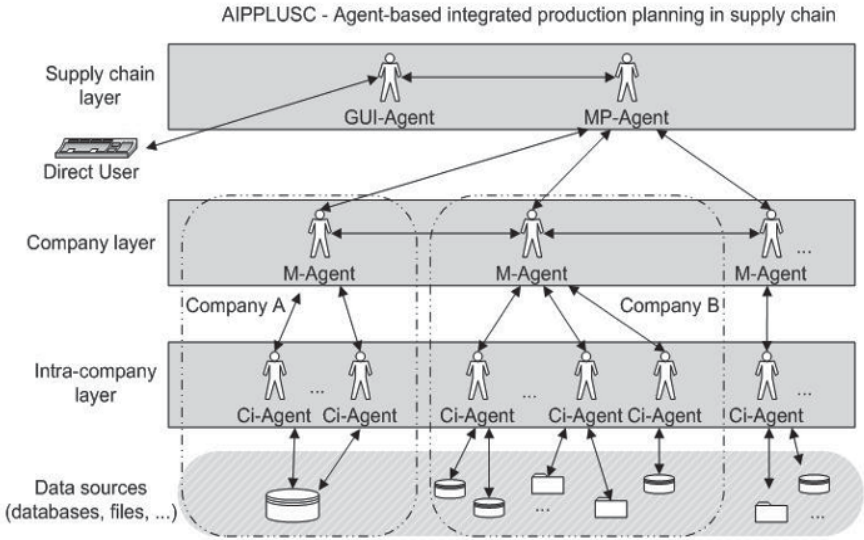 AIPPLUSC - Agent-based integrated production planning in supply chain
Supply chain
layer
GUI-Agent
MP-Agent
Direct User
Company layer
M-Agent
M-Agent
M-Agent
...
Company A
Company B
Intra-company
layer
...
...
...
Ci-Agent
Ci-Agent
Ci-Agent
Ci-Agent
Ci-Agent
Ci-Agent
Data sources
(databases, files, ...)
...
...